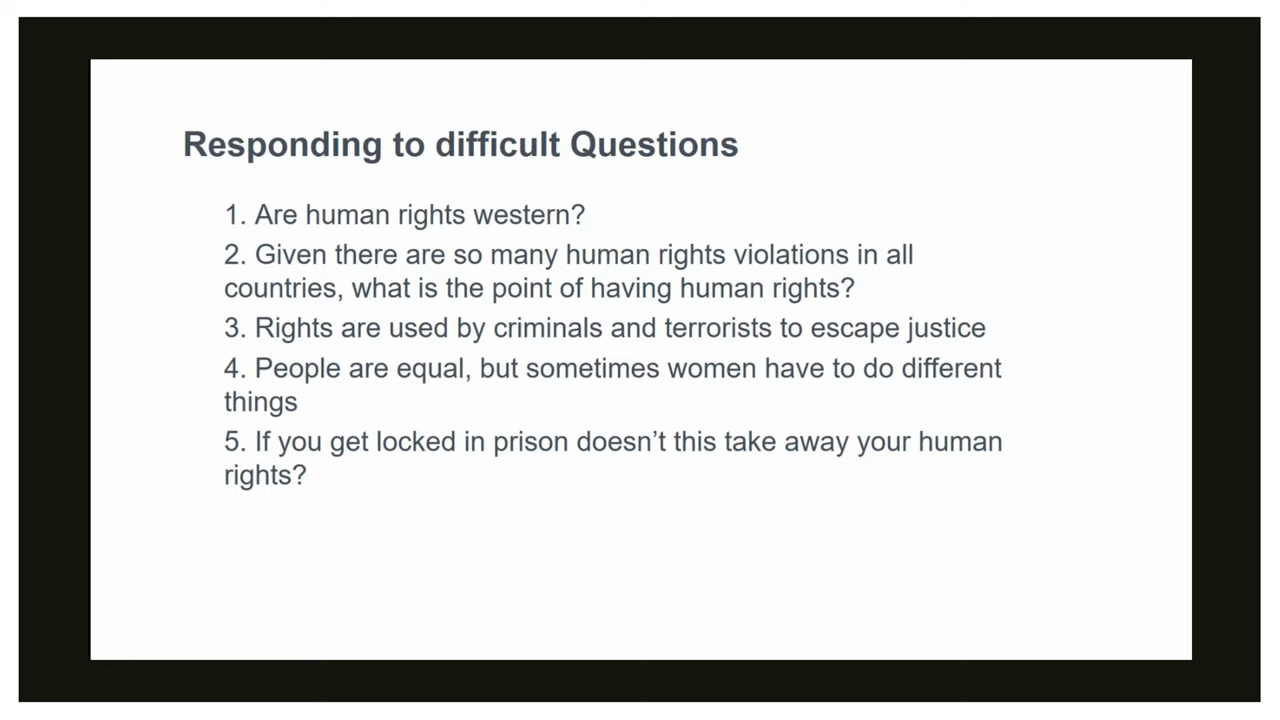 Responding to difficult Questions
1. Are human rights western?
2. Given there are so many human rights violations in all
countries, what is the point of having human rights?
3. Rights are used by criminals and terrorists to escape justice
4. People are equal, but sometimes women have to do different
things
5. If you get locked in prison doesn’t this take away your human
rights?